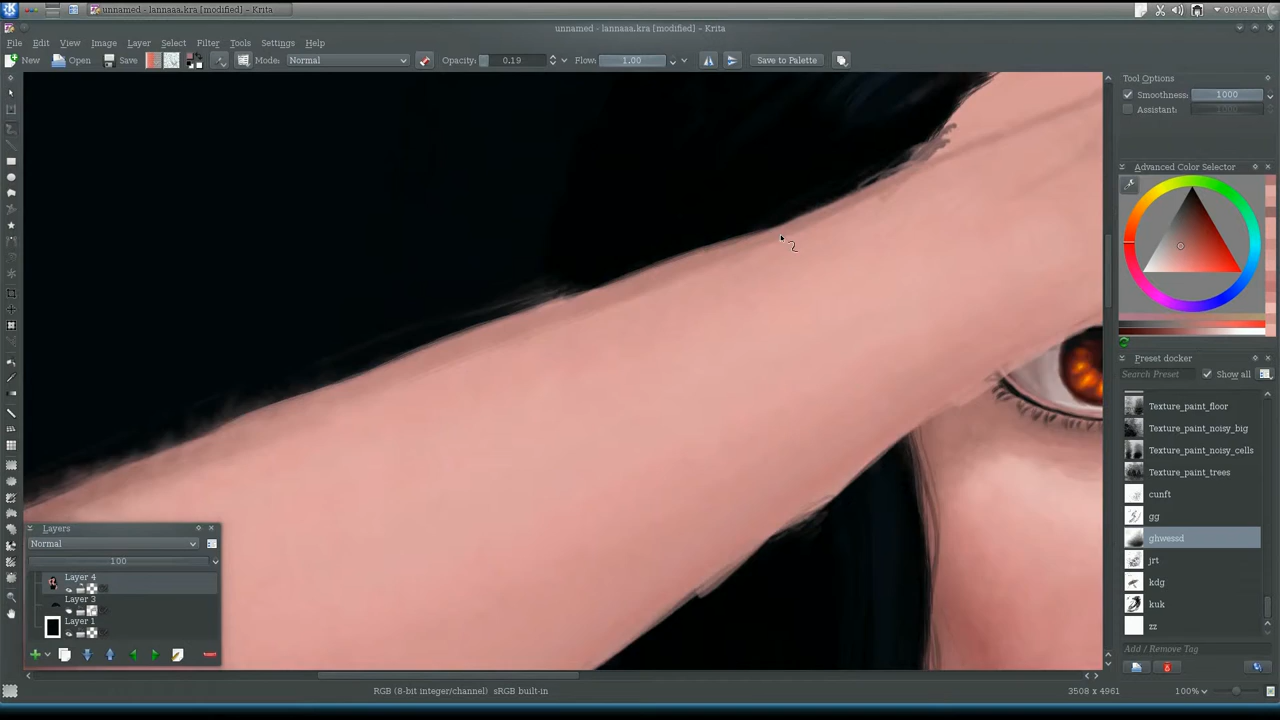 unnamed - lannaaa.kra [modified] - Krita
09:04 AM
unnamed - lannaaa.kra [modified] - Krita
File Edit View Image Layer Select Filter Tools Settings Help
New Open Save Mode: Normal Opacity: 0.19 Flow: 1.00 Save to Palette
Tool Options
Smoothness: 1000
Assistant:
Advanced Color Selector
Preset docker
Search Preset Show all
Texture_paint_floor
Texture_paint_noisy_big
Texture_paint_noisy_cells
Texture_paint_trees
cunft
gg
ghwessd
jrt
kdg
kuk
zz
Add / Remove Tag
Layers
Normal
100
Layer 4
Layer 3
Layer 1
RGB (8-bit integer/channel) sRGB built-in
3508 x 4961
100%